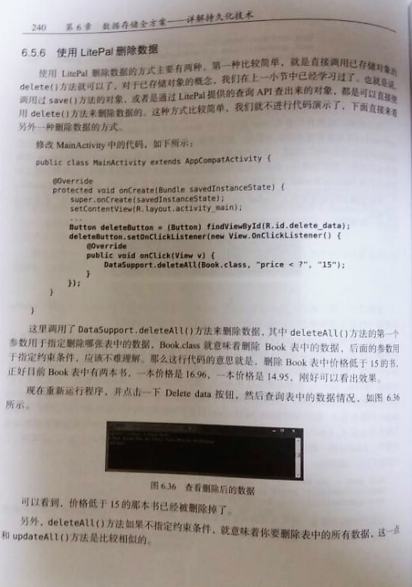 240 第 6 章 数据存储全方案——详解持久化技术
6.5.6 使用 LitePal 删除数据
使用 LitePal 删除数据的方式主要有两种，第一种比较简单，就是直接调用已存储对象的
delete()方法就可以了，对于已存储对象的概念，我们在上一小节中已经学习过了。也就是说，
调用过 save()方法的对象，或者是通过 LitePal 提供的查询 API 查出来的对象，都是可以直接使
用 delete()方法来删除数据的。这种方式比较简单，我们就不进行代码演示了，下面直接来看
另外一种删除数据的方式。
修改 MainActivity 中的代码，如下所示：
public class MainActivity extends AppCompatActivity {
@Override
protected void onCreate(Bundle savedInstanceState) {
super.onCreate(savedInstanceState);
setContentView(R.layout.activity_main);
...
Button deleteButton = (Button) findViewById(R.id.delete_data);
deleteButton.setOnClickListener(new View.OnClickListener() {
@Override
public void onClick(View v) {
DataSupport.deleteAll(Book.class, "price < ?", "15");
}
});
}
}
这里调用了 DataSupport.deleteAll()方法来删除数据，其中 deleteAll()方法的第一个
参数用于指定删除哪张表中的数据，Book.class 就意味着删除 Book 表中的数据，后面的参数用
于指定约束条件，应该不难理解。那么这行代码的意思就是，删除 Book 表中价格低于 15 的书，
正好目前 Book 表中有两本书，一本价格是 16.96，一本价格是 14.95，刚好可以看出效果。
现在重新运行程序，并点击一下 Delete data 按钮，然后查询表中的数据情况，如图 6.36
所示。
图 6.36 查看删除后的数据
可以看到，价格低于 15 的那本书已经被删除掉了。
另外，deleteAll()方法如果不指定约束条件，就意味着你要删除表中的所有数据，这一点
和 updateAll()方法是比较相似的。